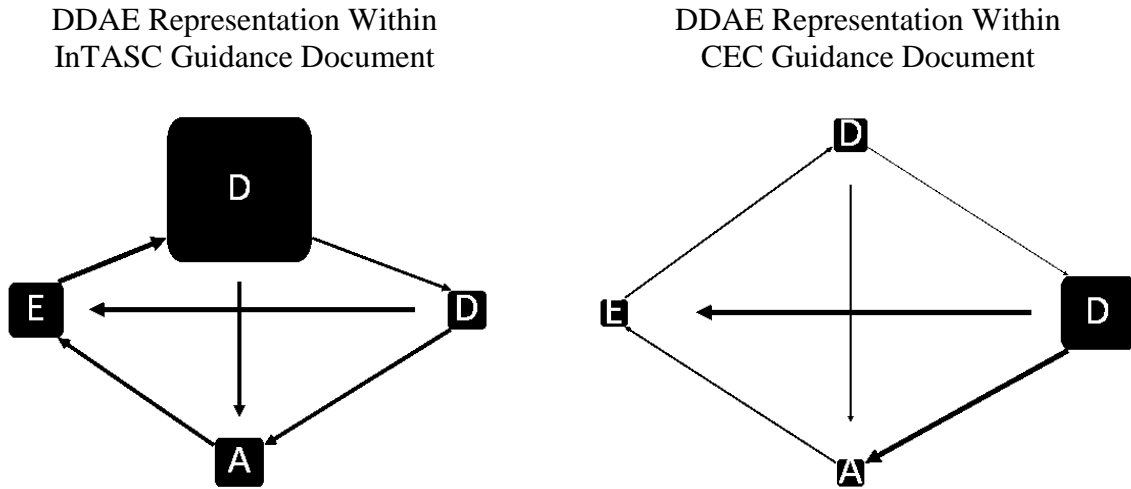 DDAE Representation Within
InTASC Guidance Document
D
E
D
A
DDAE Representation Within
CEC Guidance Document
D
E
D
A